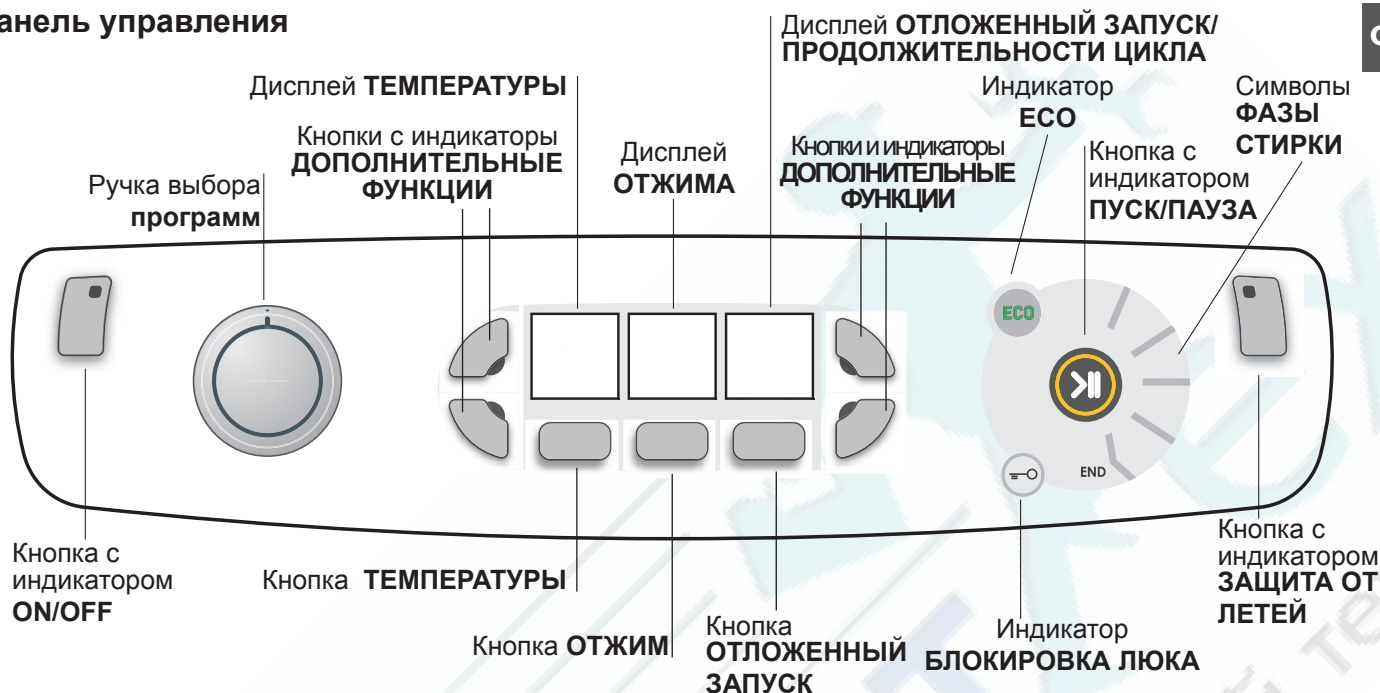 анель управления
Дисплей ОТЛОЖЕННЫЙ ЗАПУСК/
ПРОДОЛЖИТЕЛЬНОСТИ ЦИКЛА
Дисплей ТЕМПЕРАТУРЫ
Индикатор
ECO
Символы
ФАЗЫ
СТИРКИ
Кнопки с индикаторы
ДОПОЛНИТЕЛЬНЫЕ
ФУНКЦИИ
Дисплей
ОТЖИМА
Кнопки и индикаторы
ДОПОЛНИТЕЛЬНЫЕ
ФУНКЦИИ
Кнопка с
индикатором
ПУСК/ПАУЗА
Ручка выбора
программ
ECO
END
Кнопка с
индикатором
ON/OFF
Кнопка ТЕМПЕРАТУРЫ
Кнопка ОТЖИМ
Кнопка
ОТЛОЖЕННЫЙ
ЗАПУСК
Индикатор
БЛОКИРОВКА ЛЮКА
Кнопка с
индикатором
ЗАЩИТА ОТ
ЛЕТЕЙ